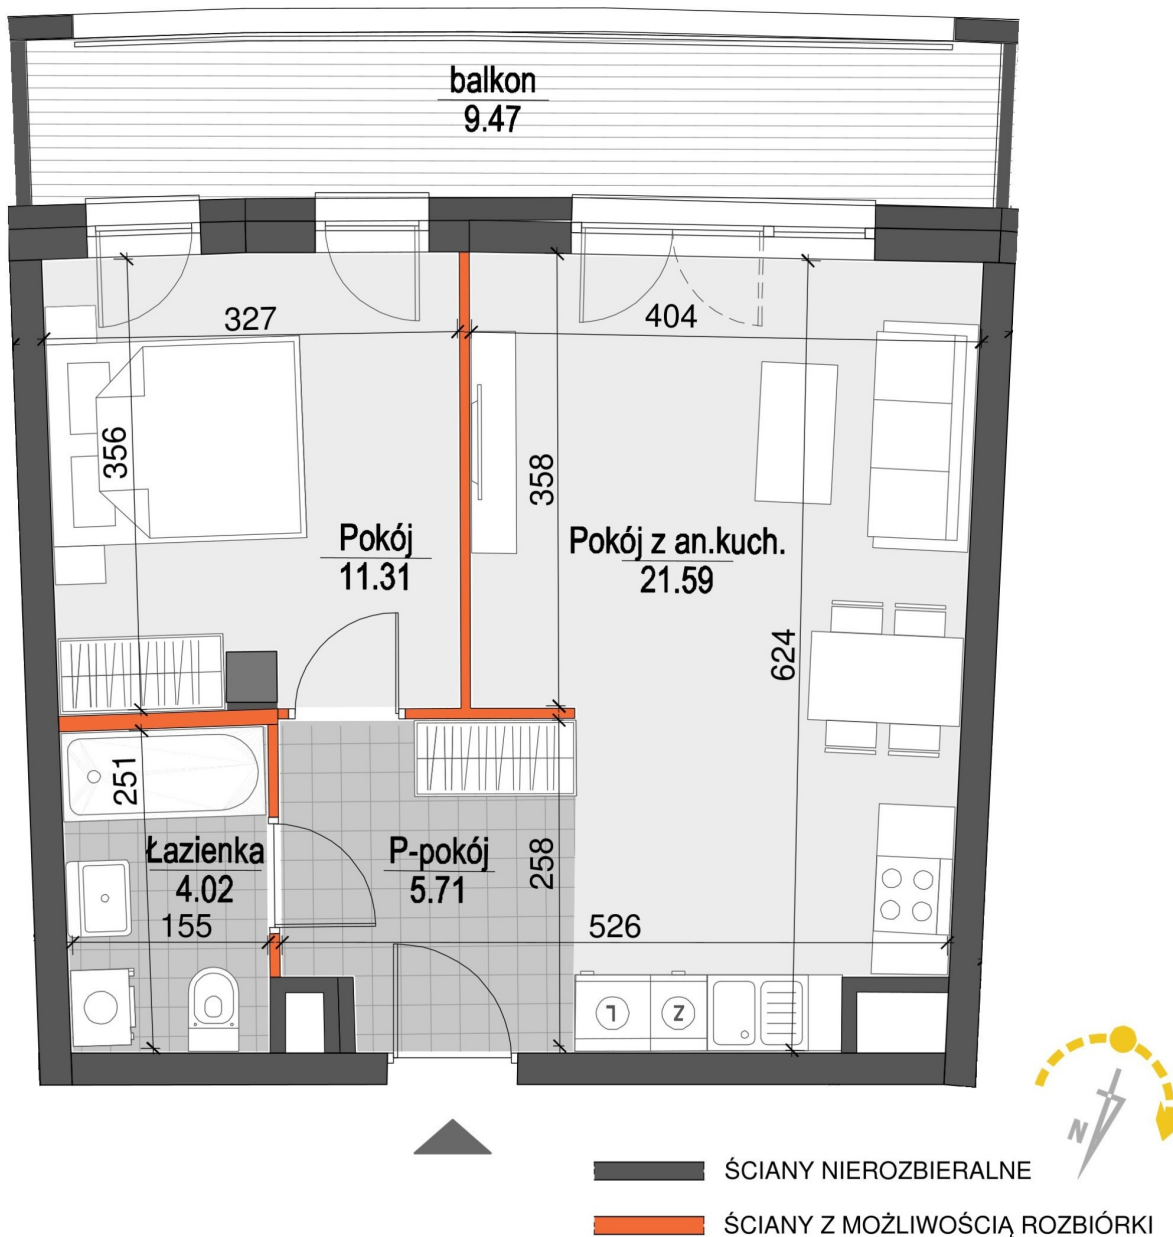 balkon
9.47
327
404
356
358
Pokój
11.31
Pokój z an.kuch.
21.59
624
251
Łazienka
4.02
P-pokój
5.71
258
155
526
L
Z
N
ŚCIANY NIEROZBIERALNE
ŚCIANY Z MOŻLIWOŚCIĄ ROZBIÓRKI